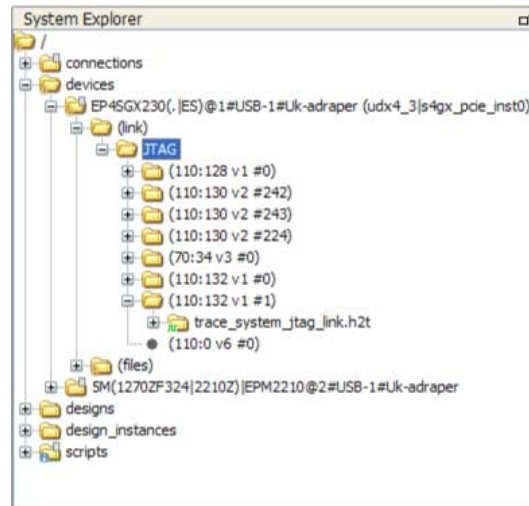 System Explorer
/
connections
devices
EP4SGX230(.|ES)@1#USB-1#Uk-adraper (udx4_3|s4gx_pcie_inst0)
(link)
JTAG
(110:128 v1 #0)
(110:130 v2 #242)
(110:130 v2 #243)
(110:130 v2 #224)
(70:34 v3 #0)
(110:132 v1 #0)
(110:132 v1 #1)
trace_system_jtag_link.h2t
(110:0 v6 #0)
(files)
5M(1270ZF324|2210Z)|EPM2210@2#USB-1#Uk-adraper
designs
design_instances
scripts